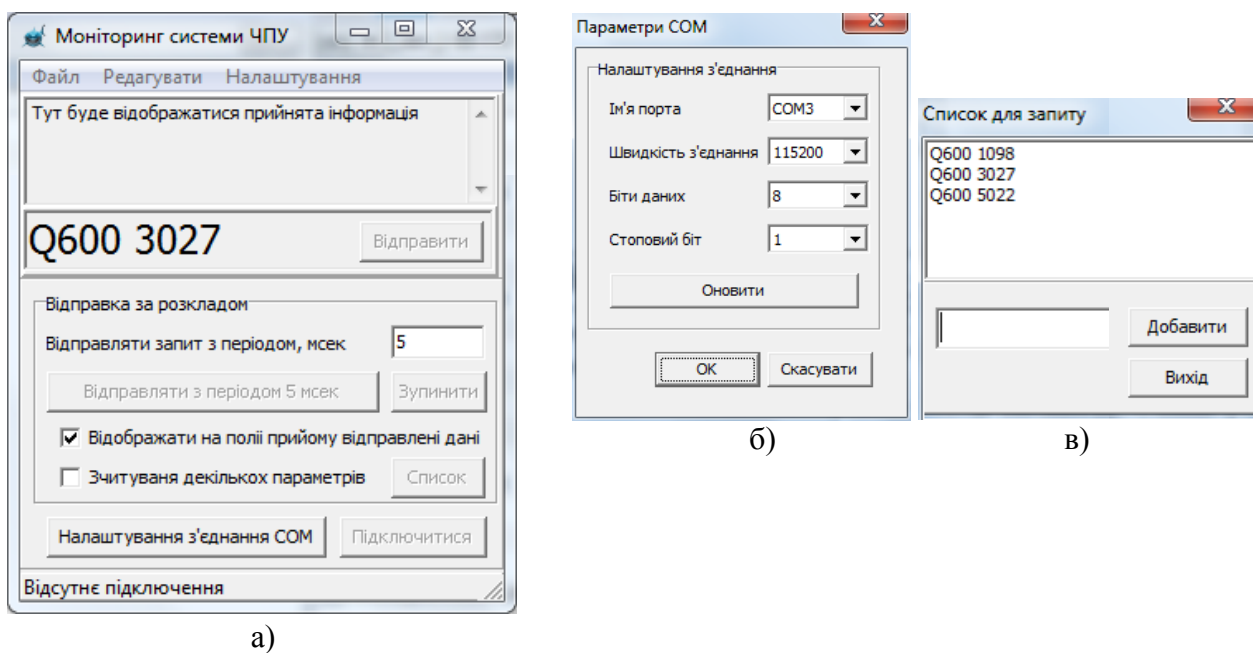 Моніторинг системи ЧПУ
Файл Редагувати Налаштування
Тут буде відображатися прийнята інформація
Q600 3027
Відправити
Відправка за розкладом
Відправляти запит з періодом, мсек 5
Відправляти з періодом 5 мсек Зупинити
Відображати на поліі прийому відправлені дані
Зчитуваня декількох параметрів Список
Налаштування з'єднання COM Підключитися
Відсутнє підключення
а)
Параметри COM
Налаштування з'єднання
Ім'я порта COM3
Швидкість з'єднання 115200
Біти даних 8
Стоповий біт 1
Оновити
OK Скасувати
б)
Список для запиту
Q600 1098
Q600 3027
Q600 5022
Добавити
Вихід
в)